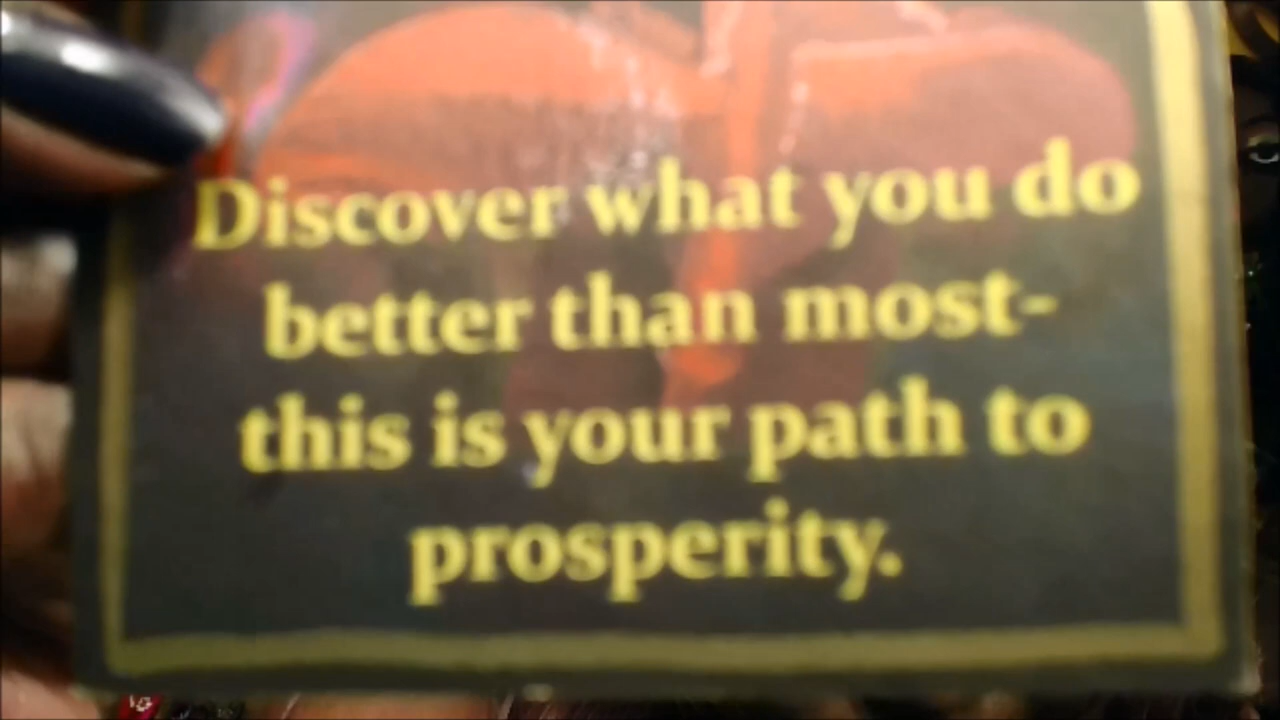 Discover what you do
better than most-
this is your path to
prosperity.